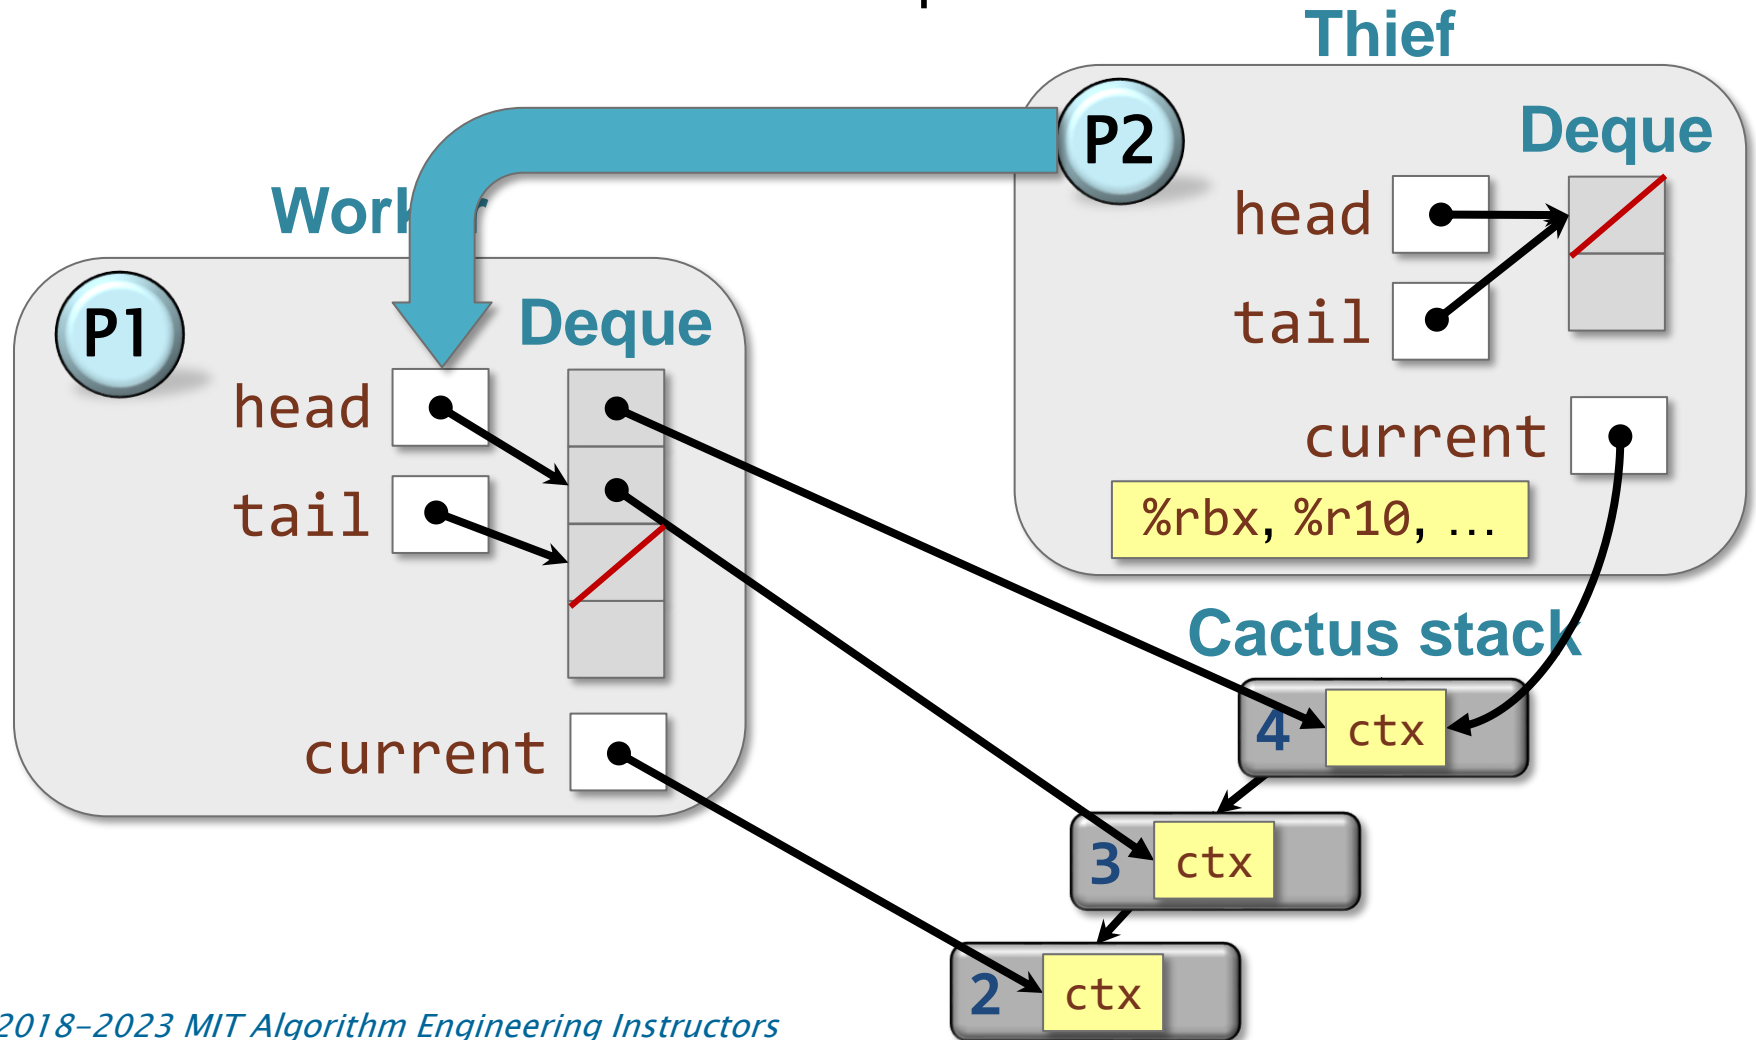 Thief
P2
Deque
head
tail
current
%rbx, %r10, ...
P1
Deque
head
tail
current
Cactus stack
4 ctx
3 ctx
2 ctx
2018–2023 MIT Algorithm Engineering Instructors